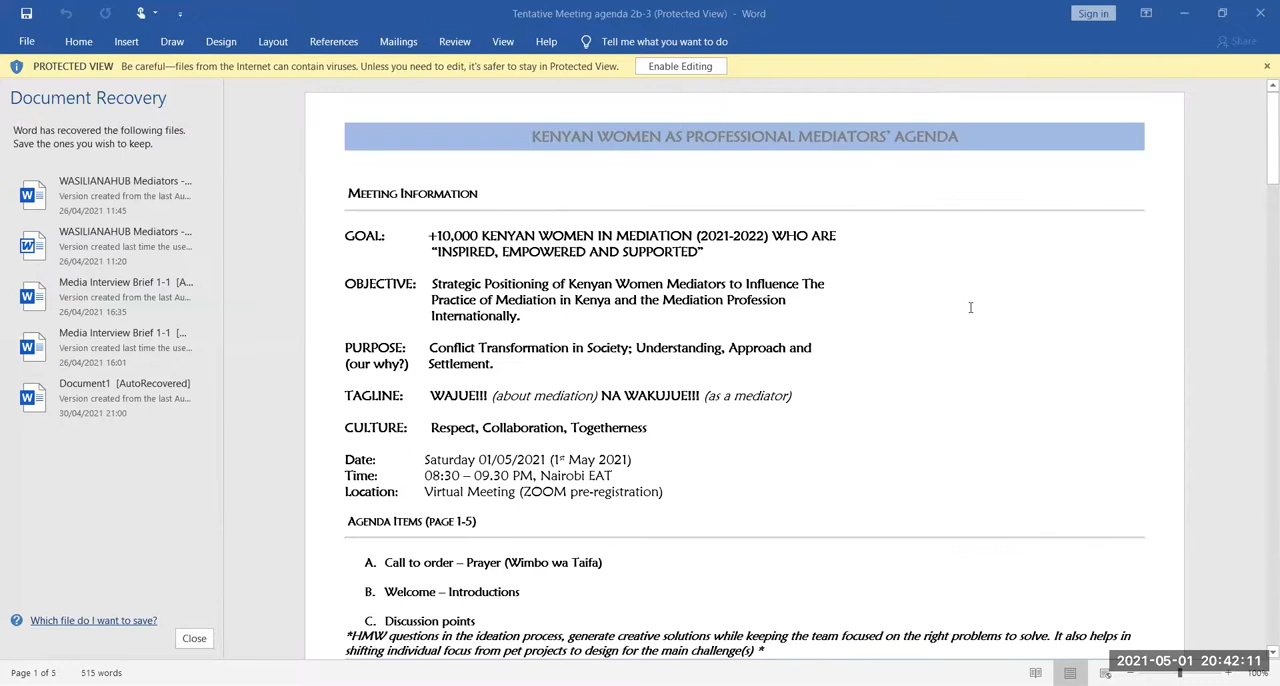 Tentative Meeting agenda 2b-3 (Protected View) - Word
Sign in
File Home Insert Draw Design Layout References Mailings Review View Help Tell me what you want to do Share
PROTECTED VIEW Be careful—files from the Internet can contain viruses. Unless you need to edit, it's safer to stay in Protected View. Enable Editing
Document Recovery
Word has recovered the following files.
Save the ones you wish to keep.
WASILIANAHUB Mediators -...
Version created from the last Au...
26/04/2021 11:45
WASILIANAHUB Mediators -...
Version created last time the use...
26/04/2021 11:20
Media Interview Brief 1-1 [A...
Version created from the last Au...
26/04/2021 16:35
Media Interview Brief 1-1 [...
Version created last time the use...
26/04/2021 16:01
Document1 [AutoRecovered]
Version created from the last Au...
30/04/2021 21:00
Which file do I want to save?
Close
KENYAN WOMEN AS PROFESSIONAL MEDIATORS' AGENDA
MEETING INFORMATION
GOAL: +10,000 KENYAN WOMEN IN MEDIATION (2021-2022) WHO ARE
“INSPIRED, EMPOWERED AND SUPPORTED”
OBJECTIVE: Strategic Positioning of Kenyan Women Mediators to Influence The
Practice of Mediation in Kenya and the Mediation Profession
Internationally.
PURPOSE: Conflict Transformation in Society; Understanding, Approach and
(our why?) Settlement.
TAGLINE: WAJUE!!! (about mediation) NA WAKUJUE!!! (as a mediator)
CULTURE: Respect, Collaboration, Togetherness
Date: Saturday 01/05/2021 (1st May 2021)
Time: 08:30 – 09.30 PM, Nairobi EAT
Location: Virtual Meeting (ZOOM pre-registration)
AGENDA ITEMS (PAGE 1-5)
A. Call to order – Prayer (Wimbo wa Taifa)
B. Welcome – Introductions
C. Discussion points
*HMW questions in the ideation process, generate creative solutions while keeping the team focused on the right problems to solve. It also helps in
shifting individual focus from pet projects to design for the main challenge(s) *
Page 1 of 5 515 words
2021-05-01 20:42:11
100%